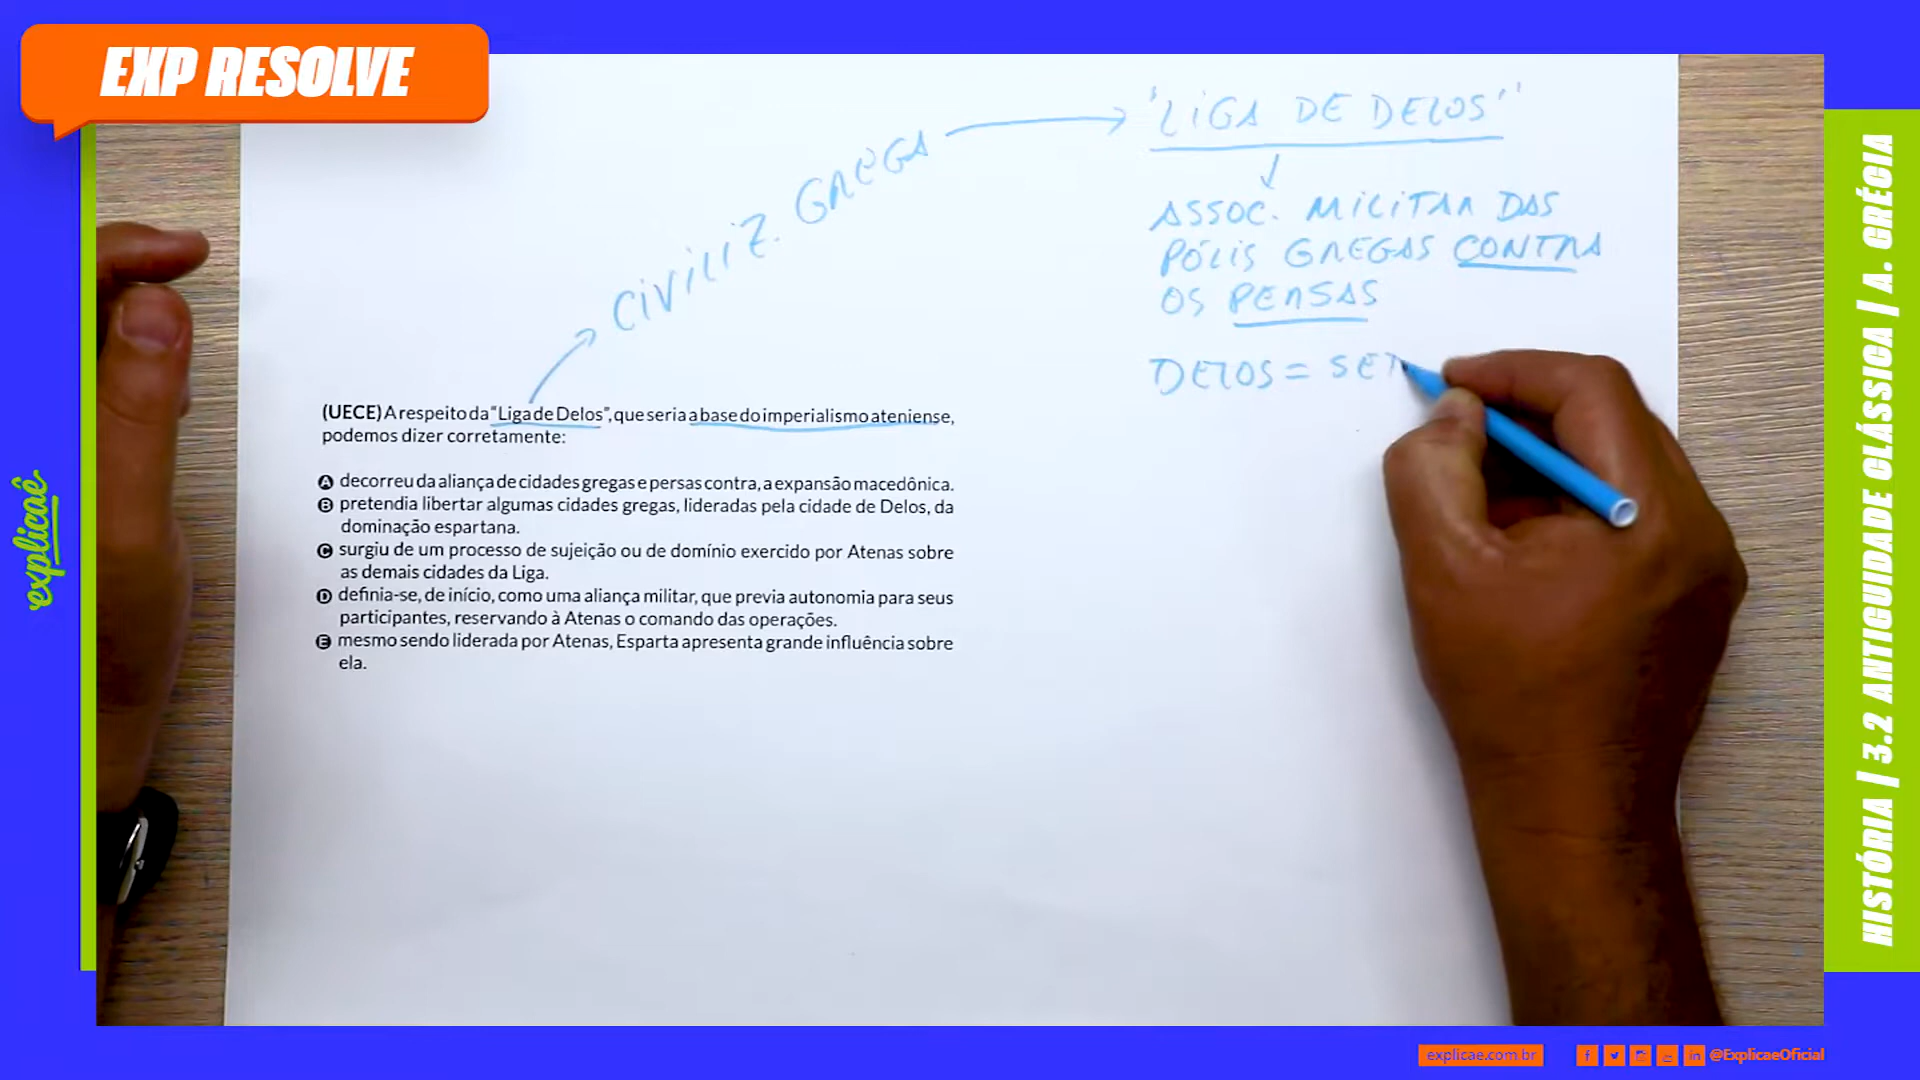 EXP RESOLVE
"LIGA DE DELOS"
CIVILIZ. GREGA
ASSOC. MILITAR DAS
PÓLIS GREGAS CONTRA
OS PERSAS
DELOS = SE
(UECE) A respeito da "Liga de Delos", que seria a base do imperialismo ateniense,
podemos dizer corretamente:
A decorreu da aliança de cidades gregas e persas contra, a expansão macedônica.
B pretendia libertar algumas cidades gregas, lideradas pela cidade de Delos, da
dominação espartana.
C surgiu de um processo de sujeição ou de domínio exercido por Atenas sobre
as demais cidades da Liga.
D definia-se, de início, como uma aliança militar, que previa autonomia para seus
participantes, reservando à Atenas o comando das operações.
E mesmo sendo liderada por Atenas, Esparta apresenta grande influência sobre
ela.
explicaê
HISTÓRIA | 3.2 ANTIGUIDADE CLÁSSICA | A. GRÉCIA
explicae.com.br
@ExplicaeOficial